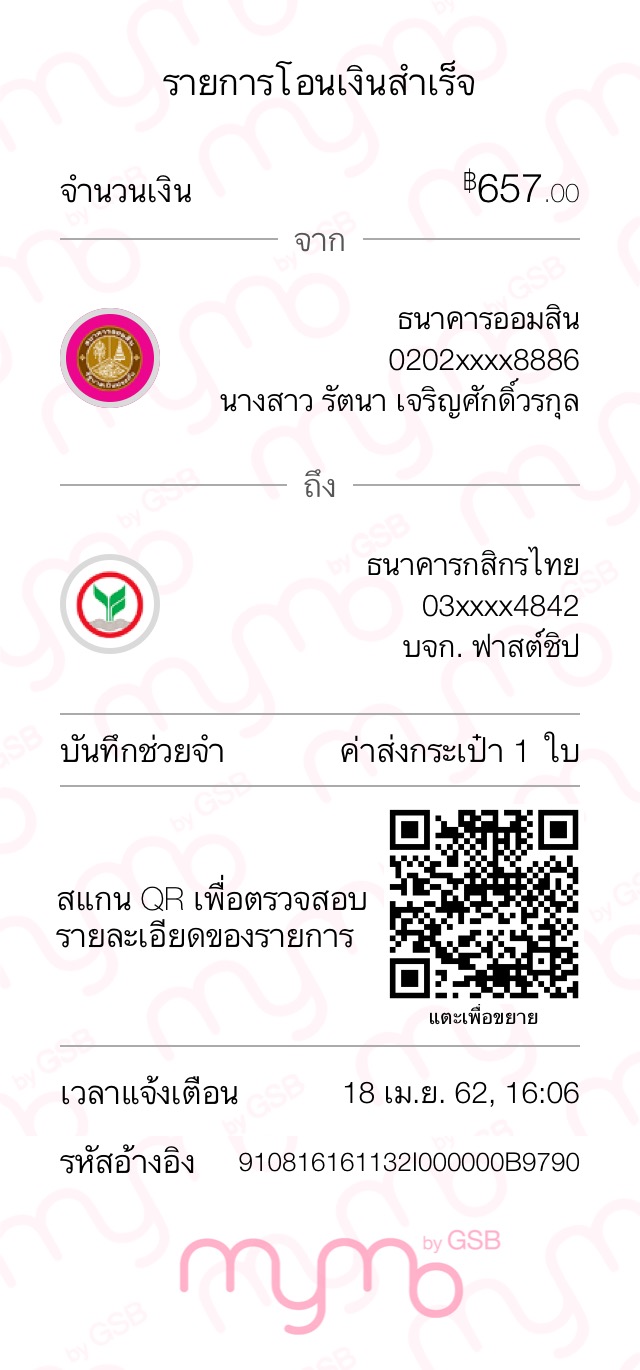 รายการโอนเงินสำเร็จ
จำนวนเงิน ฿657.00
จาก
ธนาคารออมสิน
0202xxxx8886
นางสาว รัตนา เจริญศักดิ์วรกุล
ถึง
ธนาคารกสิกรไทย
03xxxx4842
บจก. ฟาสต์ชิป
บันทึกช่วยจำ ค่าส่งกระเป๋า 1 ใบ
สแกน QR เพื่อตรวจสอบ
รายละเอียดของรายการ
แตะเพื่อขยาย
เวลาแจ้งเตือน 18 เม.ย. 62, 16:06
รหัสอ้างอิง 910816161132I000000B9790
mymo by GSB